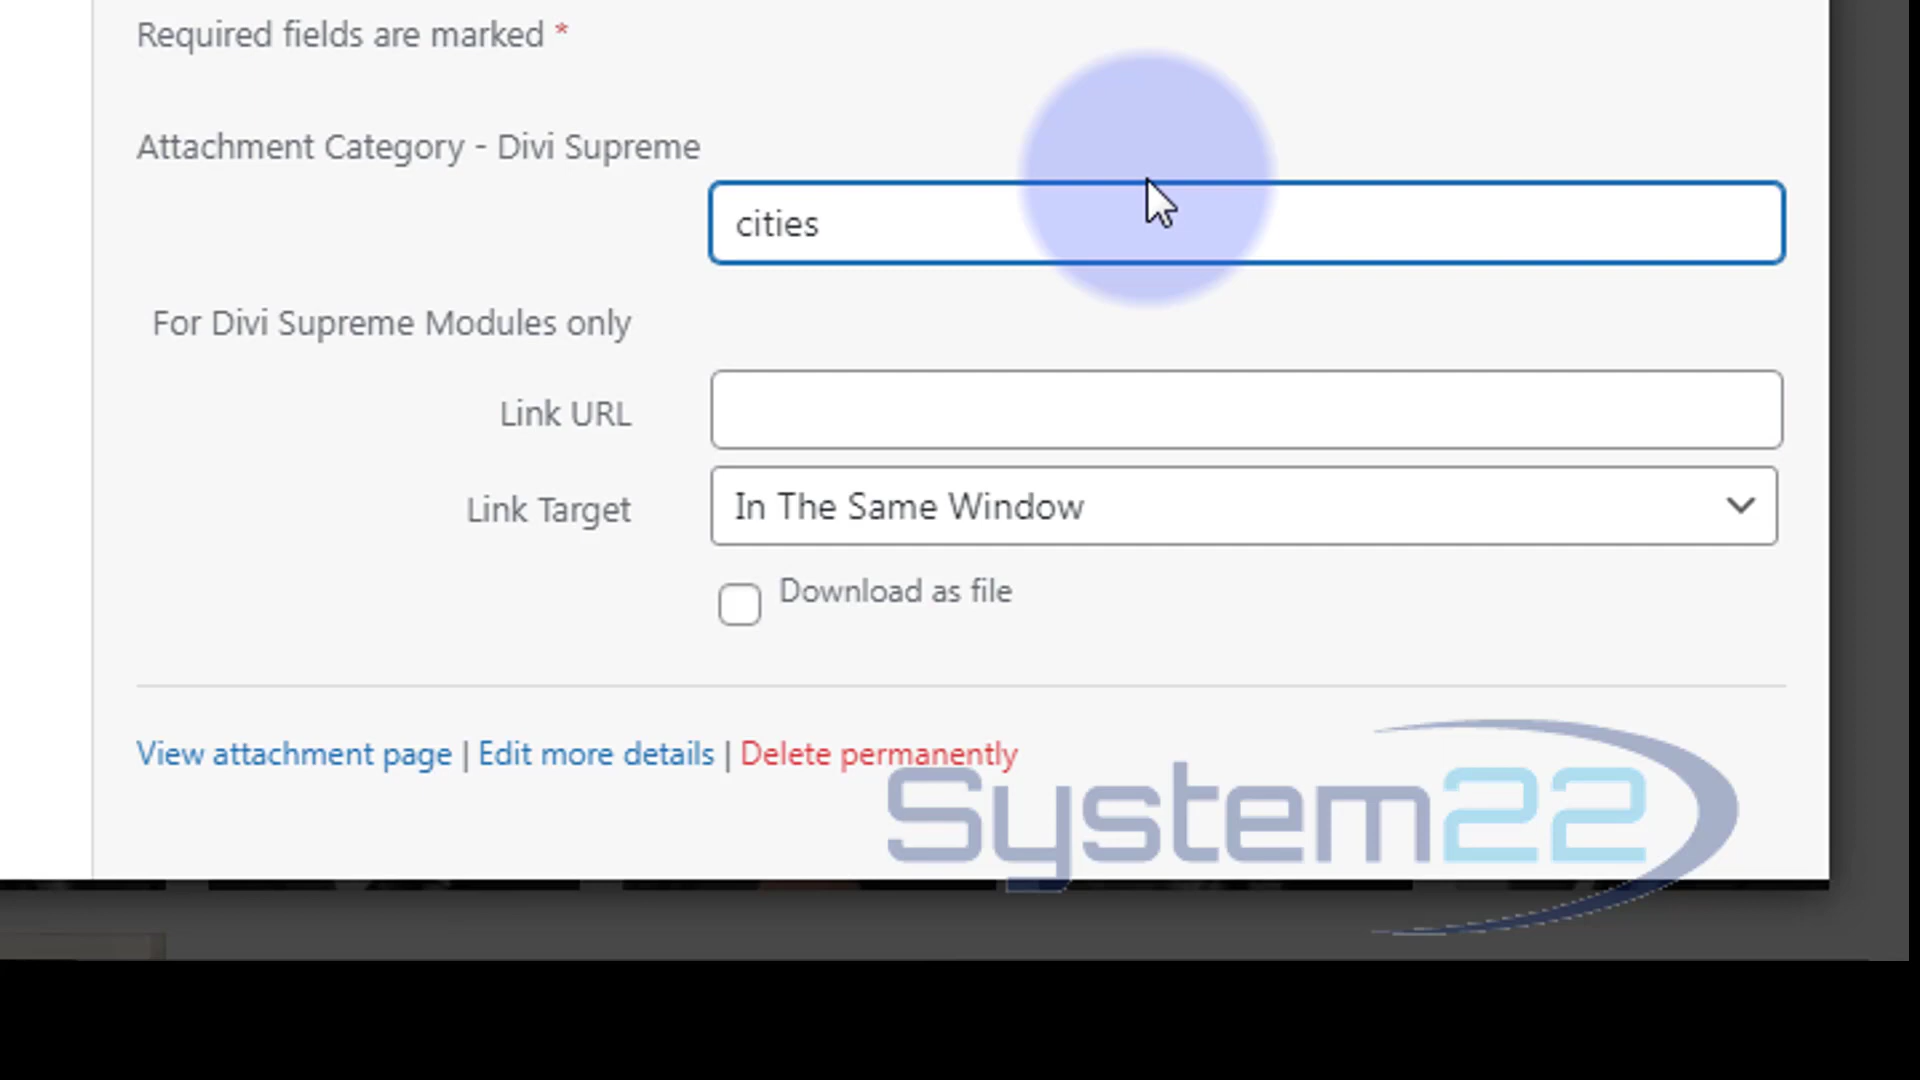 Required fields are marked *
Attachment Category - Divi Supreme
cities
For Divi Supreme Modules only
Link URL
Link Target
In The Same Window
Download as file
View attachment page | Edit more details | Delete permanently
System22